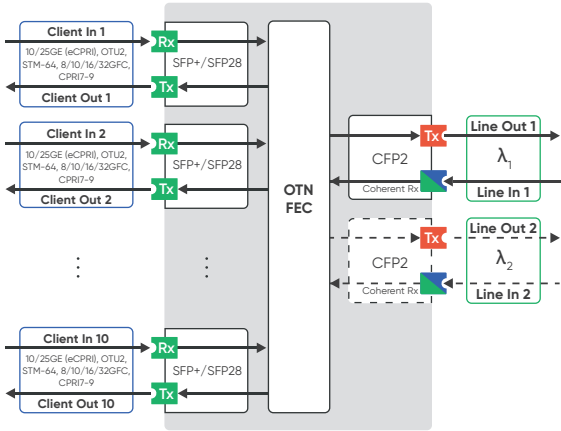 Client In 1
10/25GE (eCPRI), OTU2,
STM-64, 8/10/16/32GFC,
CPRI7-9
Client Out 1
Rx
SFP+/SFP28
Tx
Client In 2
10/25GE (eCPRI), OTU2,
STM-64, 8/10/16/32GFC,
CPRI7-9
Client Out 2
Rx
SFP+/SFP28
Tx
Client In 10
10/25GE (eCPRI), OTU2,
STM-64, 8/10/16/32GFC,
CPRI7-9
Client Out 10
Rx
SFP+/SFP28
Tx
OTN
FEC
Tx
CFP2
Coherent Rx
Line Out 1
λ1
Line In 1
Tx
CFP2
Coherent Rx
Line Out 2
λ2
Line In 2